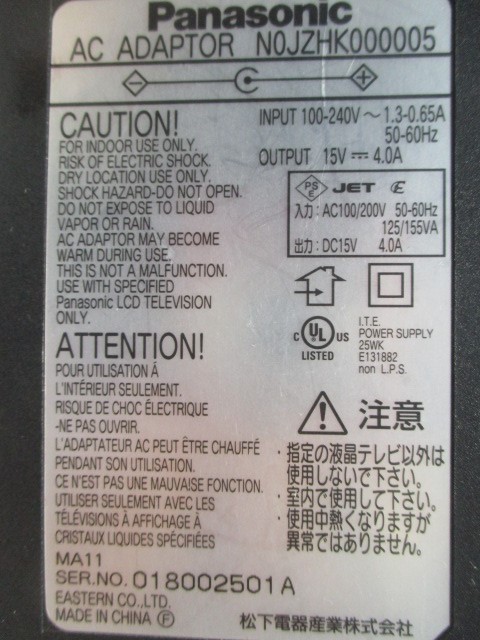 Panasonic
AC ADAPTOR N0JZHK000005
CAUTION!
FOR INDOOR USE ONLY.
RISK OF ELECTRIC SHOCK.
DRY LOCATION USE ONLY.
SHOCK HAZARD-DO NOT OPEN.
DO NOT EXPOSE TO LIQUID
VAPOR OR RAIN.
AC ADAPTOR MAY BECOME
WARM DURING USE.
THIS IS NOT A MALFUNCTION.
USE WITH SPECIFIED
Panasonic LCD TELEVISION
ONLY.
ATTENTION!
POUR UTILISATION À
L'INTÉRIEUR SEULEMENT.
RISQUE DE CHOC ÉLECTRIQUE
-NE PAS OUVRIR.
L'ADAPTATEUR AC PEUT ÊTRE CHAUFFÉ
PENDANT SON UTILISATION.
CE N'EST PAS UNE MAUVAISE FONCTION.
UTILISER SEULEMENT AVEC LES
TÉLÉVISIONS À AFFICHAGE À
CRISTAUX LIQUIDES SPÉCIFIÉES
INPUT 100-240V ～ 1.3-0.65A
50-60Hz
OUTPUT 15V ⎓ 4.0A
PS E JET E
入力 : AC100/200V 50-60Hz
125/155VA
出力 : DC15V 4.0A
C UL US
LISTED
I.T.E.
POWER SUPPLY
25WK
E131882
non L.P.S.
注意
・指定の液晶テレビ以外は
使用しないで下さい。
・室内で使用して下さい。
・使用中熱くなりますが
異常ではありません。
MA11
SER.NO. 018002501A
EASTERN CO.,LTD.
MADE IN CHINA F
松下電器産業株式会社